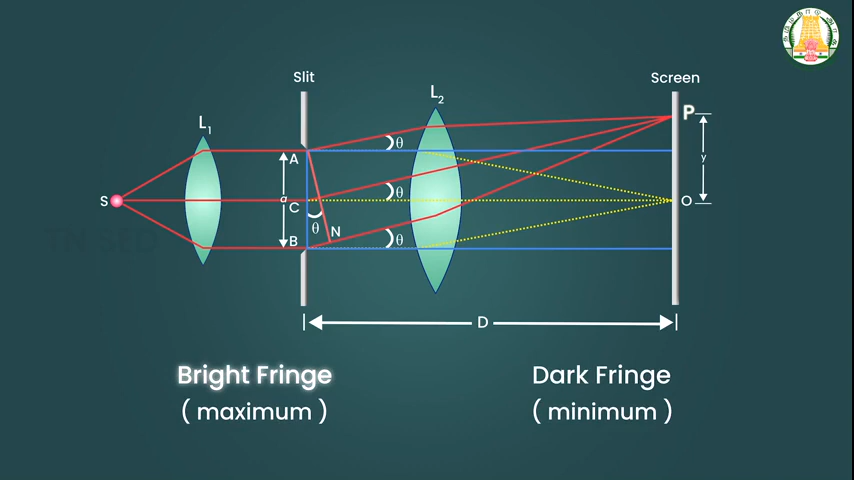 Slit
Screen
L1
L2
P
S
A
a
C
B
θ
θ
θ
θ
N
y
O
D
Bright Fringe
( maximum )
Dark Fringe
( minimum )